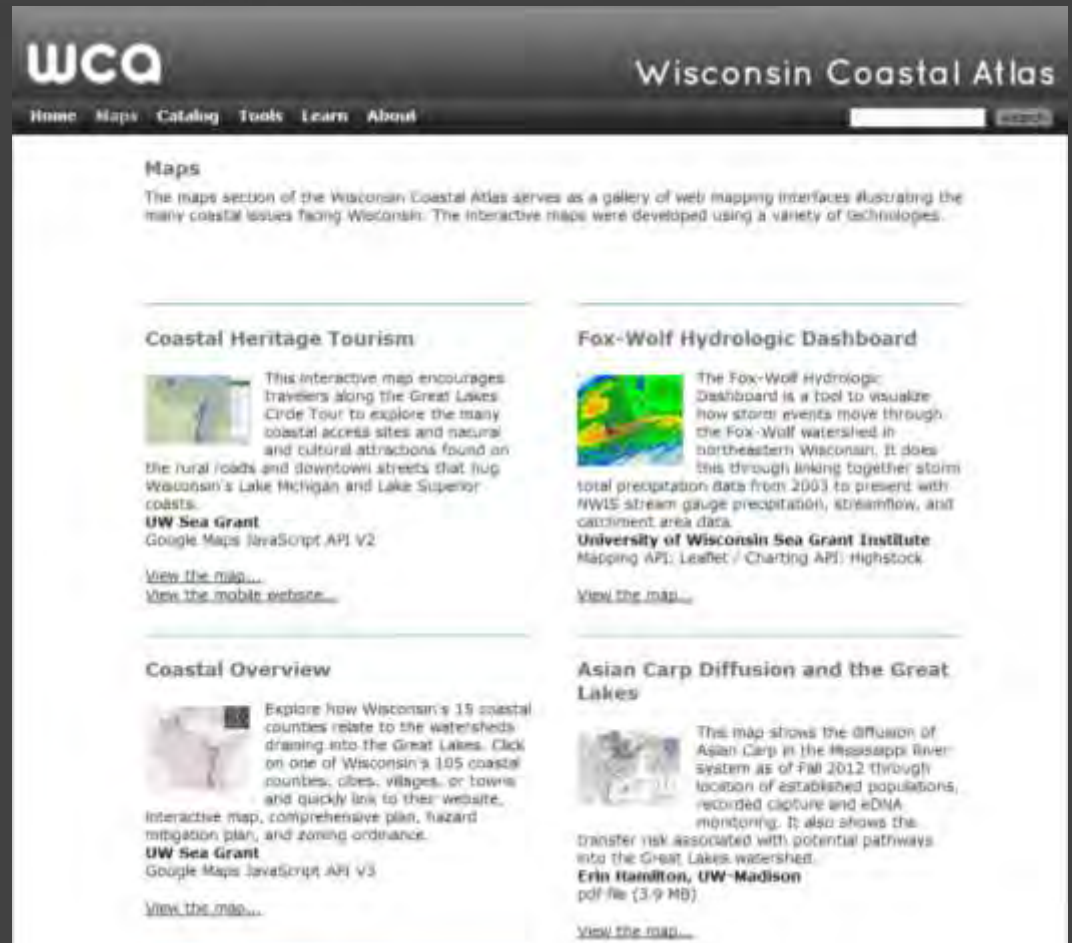 wca
Wisconsin Coastal Atlas
Home Maps Catalog Tools Learn About
search
Maps
The maps section of the Wisconsin Coastal Atlas serves as a gallery of web mapping interfaces illustrating the
many coastal issues facing Wisconsin. The interactive maps were developed using a variety of technologies.
Coastal Heritage Tourism
This interactive map encourages
travelers along the Great Lakes
Circle Tour to explore the many
coastal access sites and natural
and cultural attractions found on
the rural roads and downtown streets that hug
Wisconsin's Lake Michigan and Lake Superior
coasts.
UW Sea Grant
Google Maps JavaScript API V2
View the map...
View the mobile website...
Fox-Wolf Hydrologic Dashboard
The Fox-Wolf Hydrologic
Dashboard is a tool to visualize
how storm events move through
the Fox-Wolf watershed in
northeastern Wisconsin. It does
this through linking together storm
total precipitation data from 2003 to present with
NWIS stream gauge precipitation, streamflow, and
catchment area data.
University of Wisconsin Sea Grant Institute
Mapping API: Leaflet / Charting API: Highstock
View the map...
Coastal Overview
Explore how Wisconsin's 15 coastal
counties relate to the watersheds
draining into the Great Lakes. Click
on one of Wisconsin's 105 coastal
counties, cities, villages, or towns
and quickly link to their website,
interactive map, comprehensive plan, hazard
mitigation plan, and zoning ordinance.
UW Sea Grant
Google Maps JavaScript API V3
View the map...
Asian Carp Diffusion and the Great
Lakes
This map shows the diffusion of
Asian Carp in the Mississippi River
system as of Fall 2012 through
location of established populations,
recorded capture and eDNA
monitoring. It also shows the
transfer risk associated with potential pathways
into the Great Lakes watershed.
Erin Hamilton, UW-Madison
pdf file (3.9 MB)
View the map...